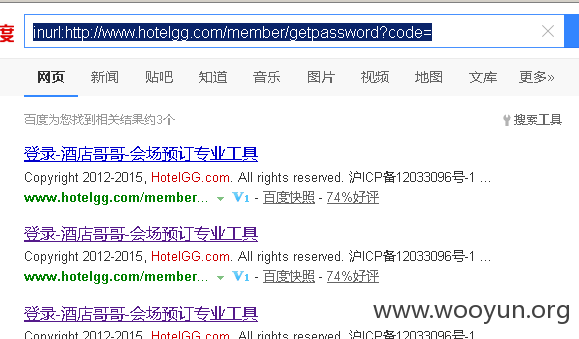 度
inurl:http://www.hotelgg.com/member/getpassword?code=
网页 新闻 贴吧 知道 音乐 图片 视频 地图 文库 更多»
百度为您找到相关结果约3个 搜索工具
登录-酒店哥哥-会场预订专业工具
Copyright 2012-2015, HotelGG.com. All rights reserved. 沪ICP备12033096号-1 ...
www.hotelgg.com/member... V1 - 百度快照 - 74%好评
登录-酒店哥哥-会场预订专业工具
Copyright 2012-2015, HotelGG.com. All rights reserved. 沪ICP备12033096号-1 ...
www.hotelgg.com/member... V1 - 百度快照 - 74%好评
登录-酒店哥哥-会场预订专业工具
www.wooyun.org
Copyright 2012-2015, HotelGG.com. All rights reserved. 沪ICP备12033096号-1 ...